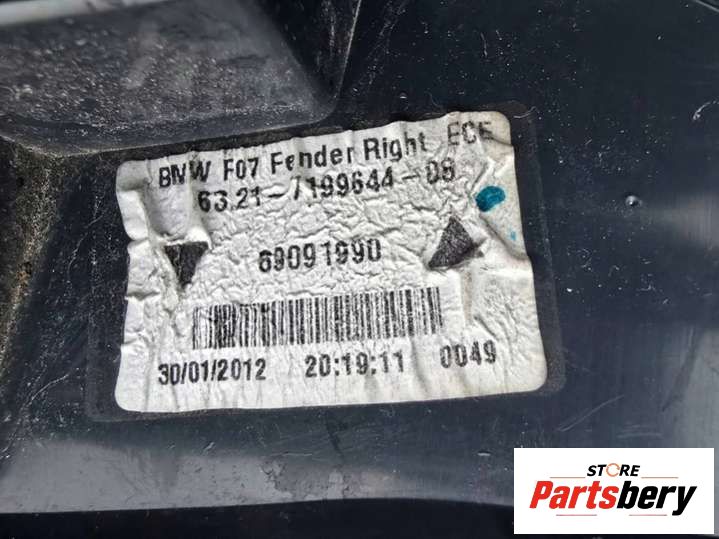 BMW F07 Fender Right ECE
63.21-7199644-08
69091990
30/01/2012 20:19:11 0049
STORE
Partsbery